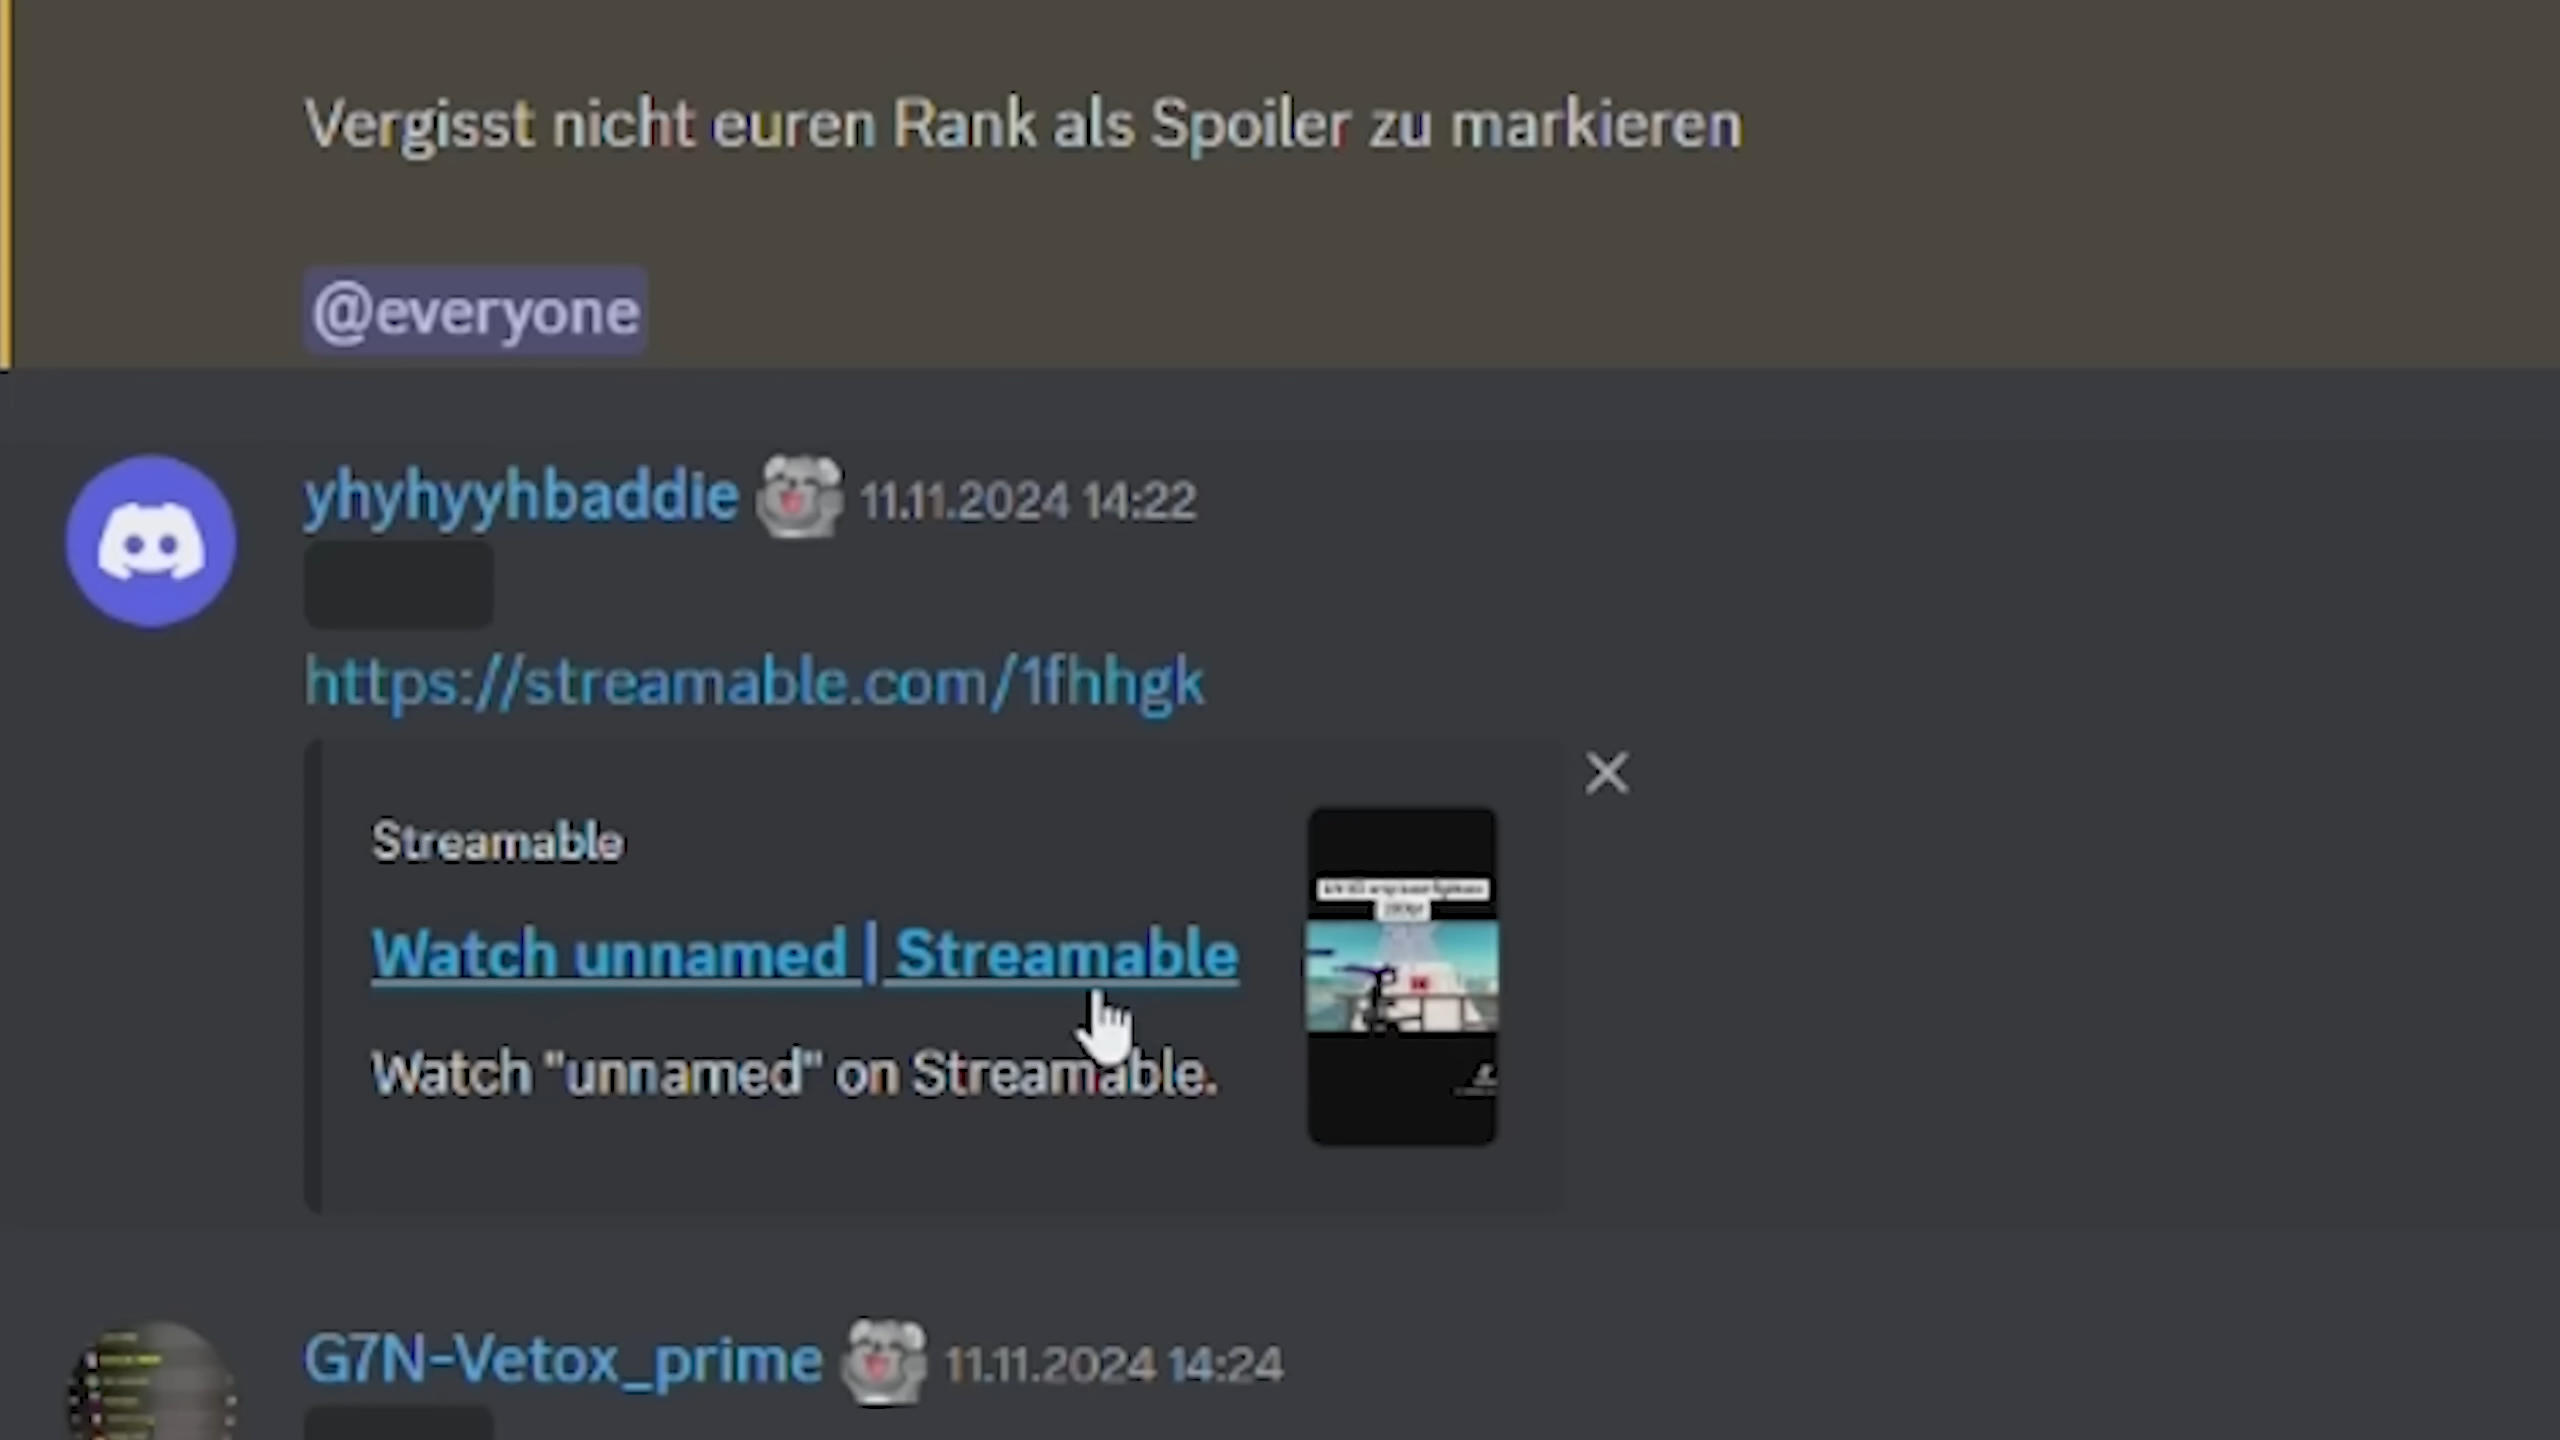 Vergisst nicht euren Rank als Spoiler zu markieren
@everyone
yhyhyyhbaddie 11.11.2024 14:22
https://streamable.com/1fhhgk
Streamable
Watch unnamed | Streamable
Watch "unnamed" on Streamable.
G7N-Vetox_prime 11.11.2024 14:24